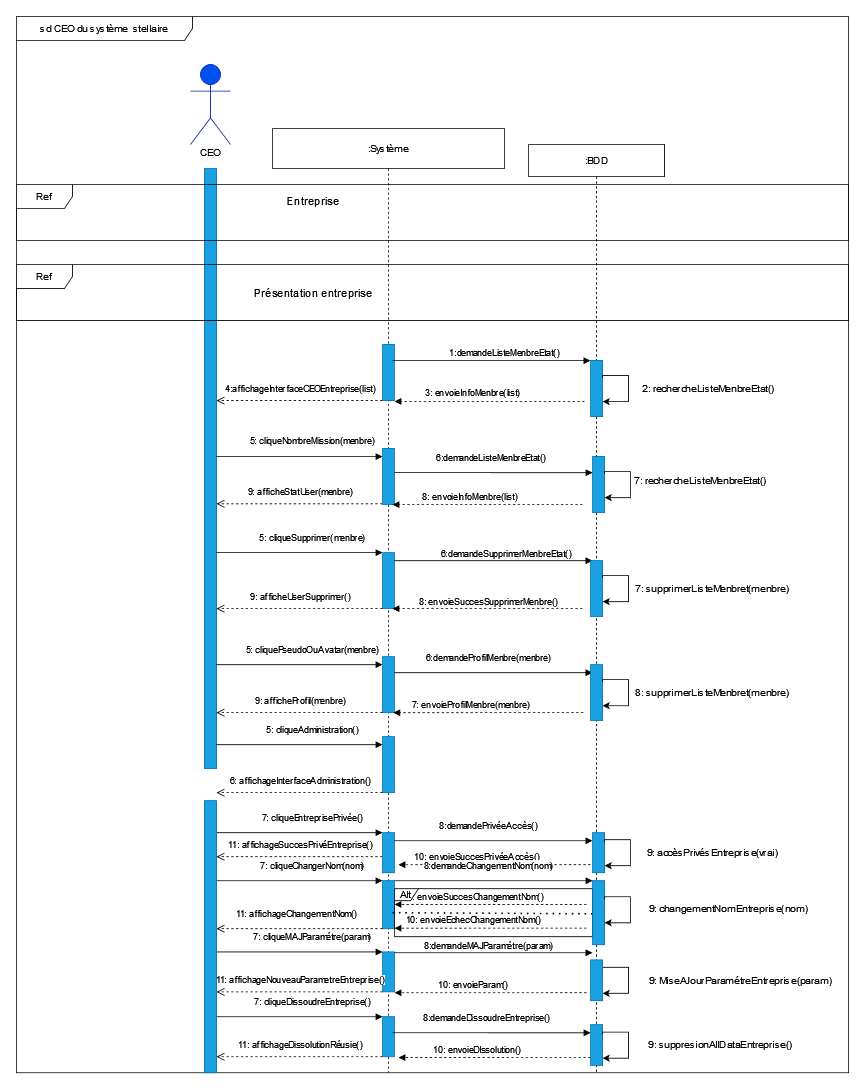 sd CEO du système stellaire
CEO
:Système
:BDD
Ref
Entreprise
Ref
Présentation entreprise
1:demandeListeMenbreEtat()
2: rechercheListeMenbreEtat()
3: envoieInfoMenbre(list)
4:affichageInterfaceCEOEntreprise(list)
5: cliqueNombreMission(menbre)
6:demandeListeMenbreEtat()
7: rechercheListeMenbreEtat()
8: envoieInfoMenbre(list)
9: afficheStatUser(menbre)
5: cliqueSupprimer(menbre)
6:demandeSupprimerMenbreEtat()
7: supprimerListeMenbret(menbre)
8: envoieSuccesSupprimerMenbre()
9: afficheUserSupprimer()
5: cliquePseudoOuAvatar(menbre)
6:demandeProfilMenbre(menbre)
8: supprimerListeMenbret(menbre)
7: envoieProfilMenbre(menbre)
9: afficheProfil(menbre)
5: cliqueAdministration()
6: affichageInterfaceAdministration()
7: cliqueEntreprisePrivée()
8:demandePrivéeAccès()
9: accèsPrivésEntreprise(vrai)
10: envoieSuccesPrivéeAccès()
11: affichageSuccesPrivéEntreprise()
7: cliqueChangerNom(nom)
8:demandeChangementNom(nom)
Alt
envoieSuccesChangementNom()
9: changementNomEntreprise(nom)
10: envoieEchecChangementNom()
11: affichageChangementNom()
7: cliqueMAJParamétre(param)
8:demandeMAJParamétre(param)
9: MiseAJourParamétreEntreprise(param)
10: envoieParam()
11: affichageNouveauParametreEntreprise()
7: cliqueDissoudreEntreprise()
8:demandeDissoudreEntreprise()
9: suppresionAllDataEntreprise()
10: envoieDIssolution()
11: affichageDissolutionRéusie()